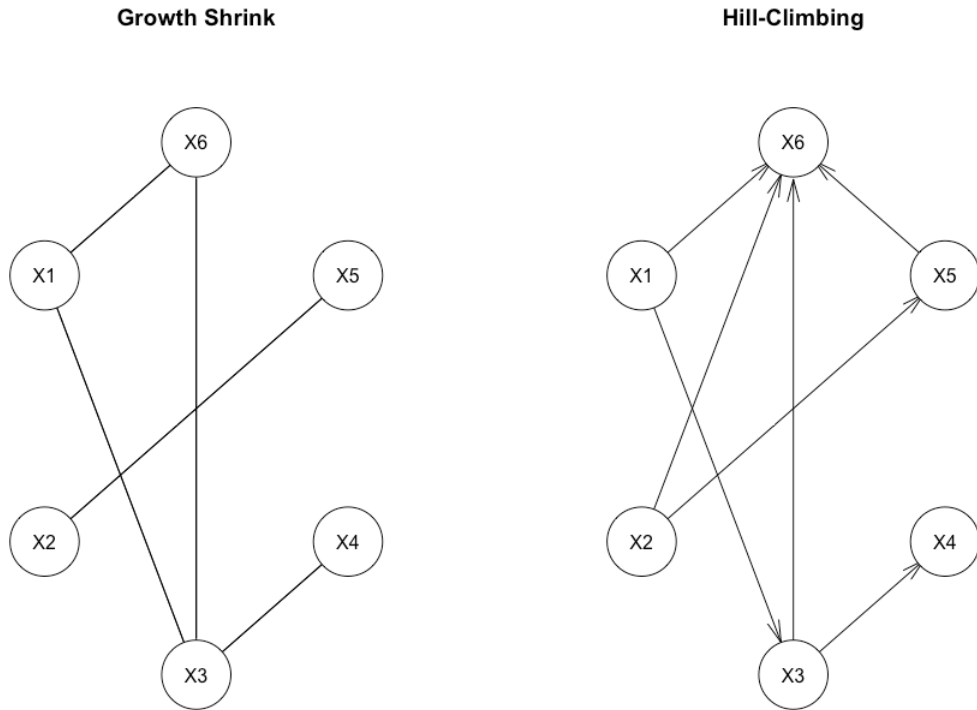 Growth Shrink
X6
X1
X5
X2
X4
X3
Hill-Climbing
X6
X1
X5
X2
X4
X3